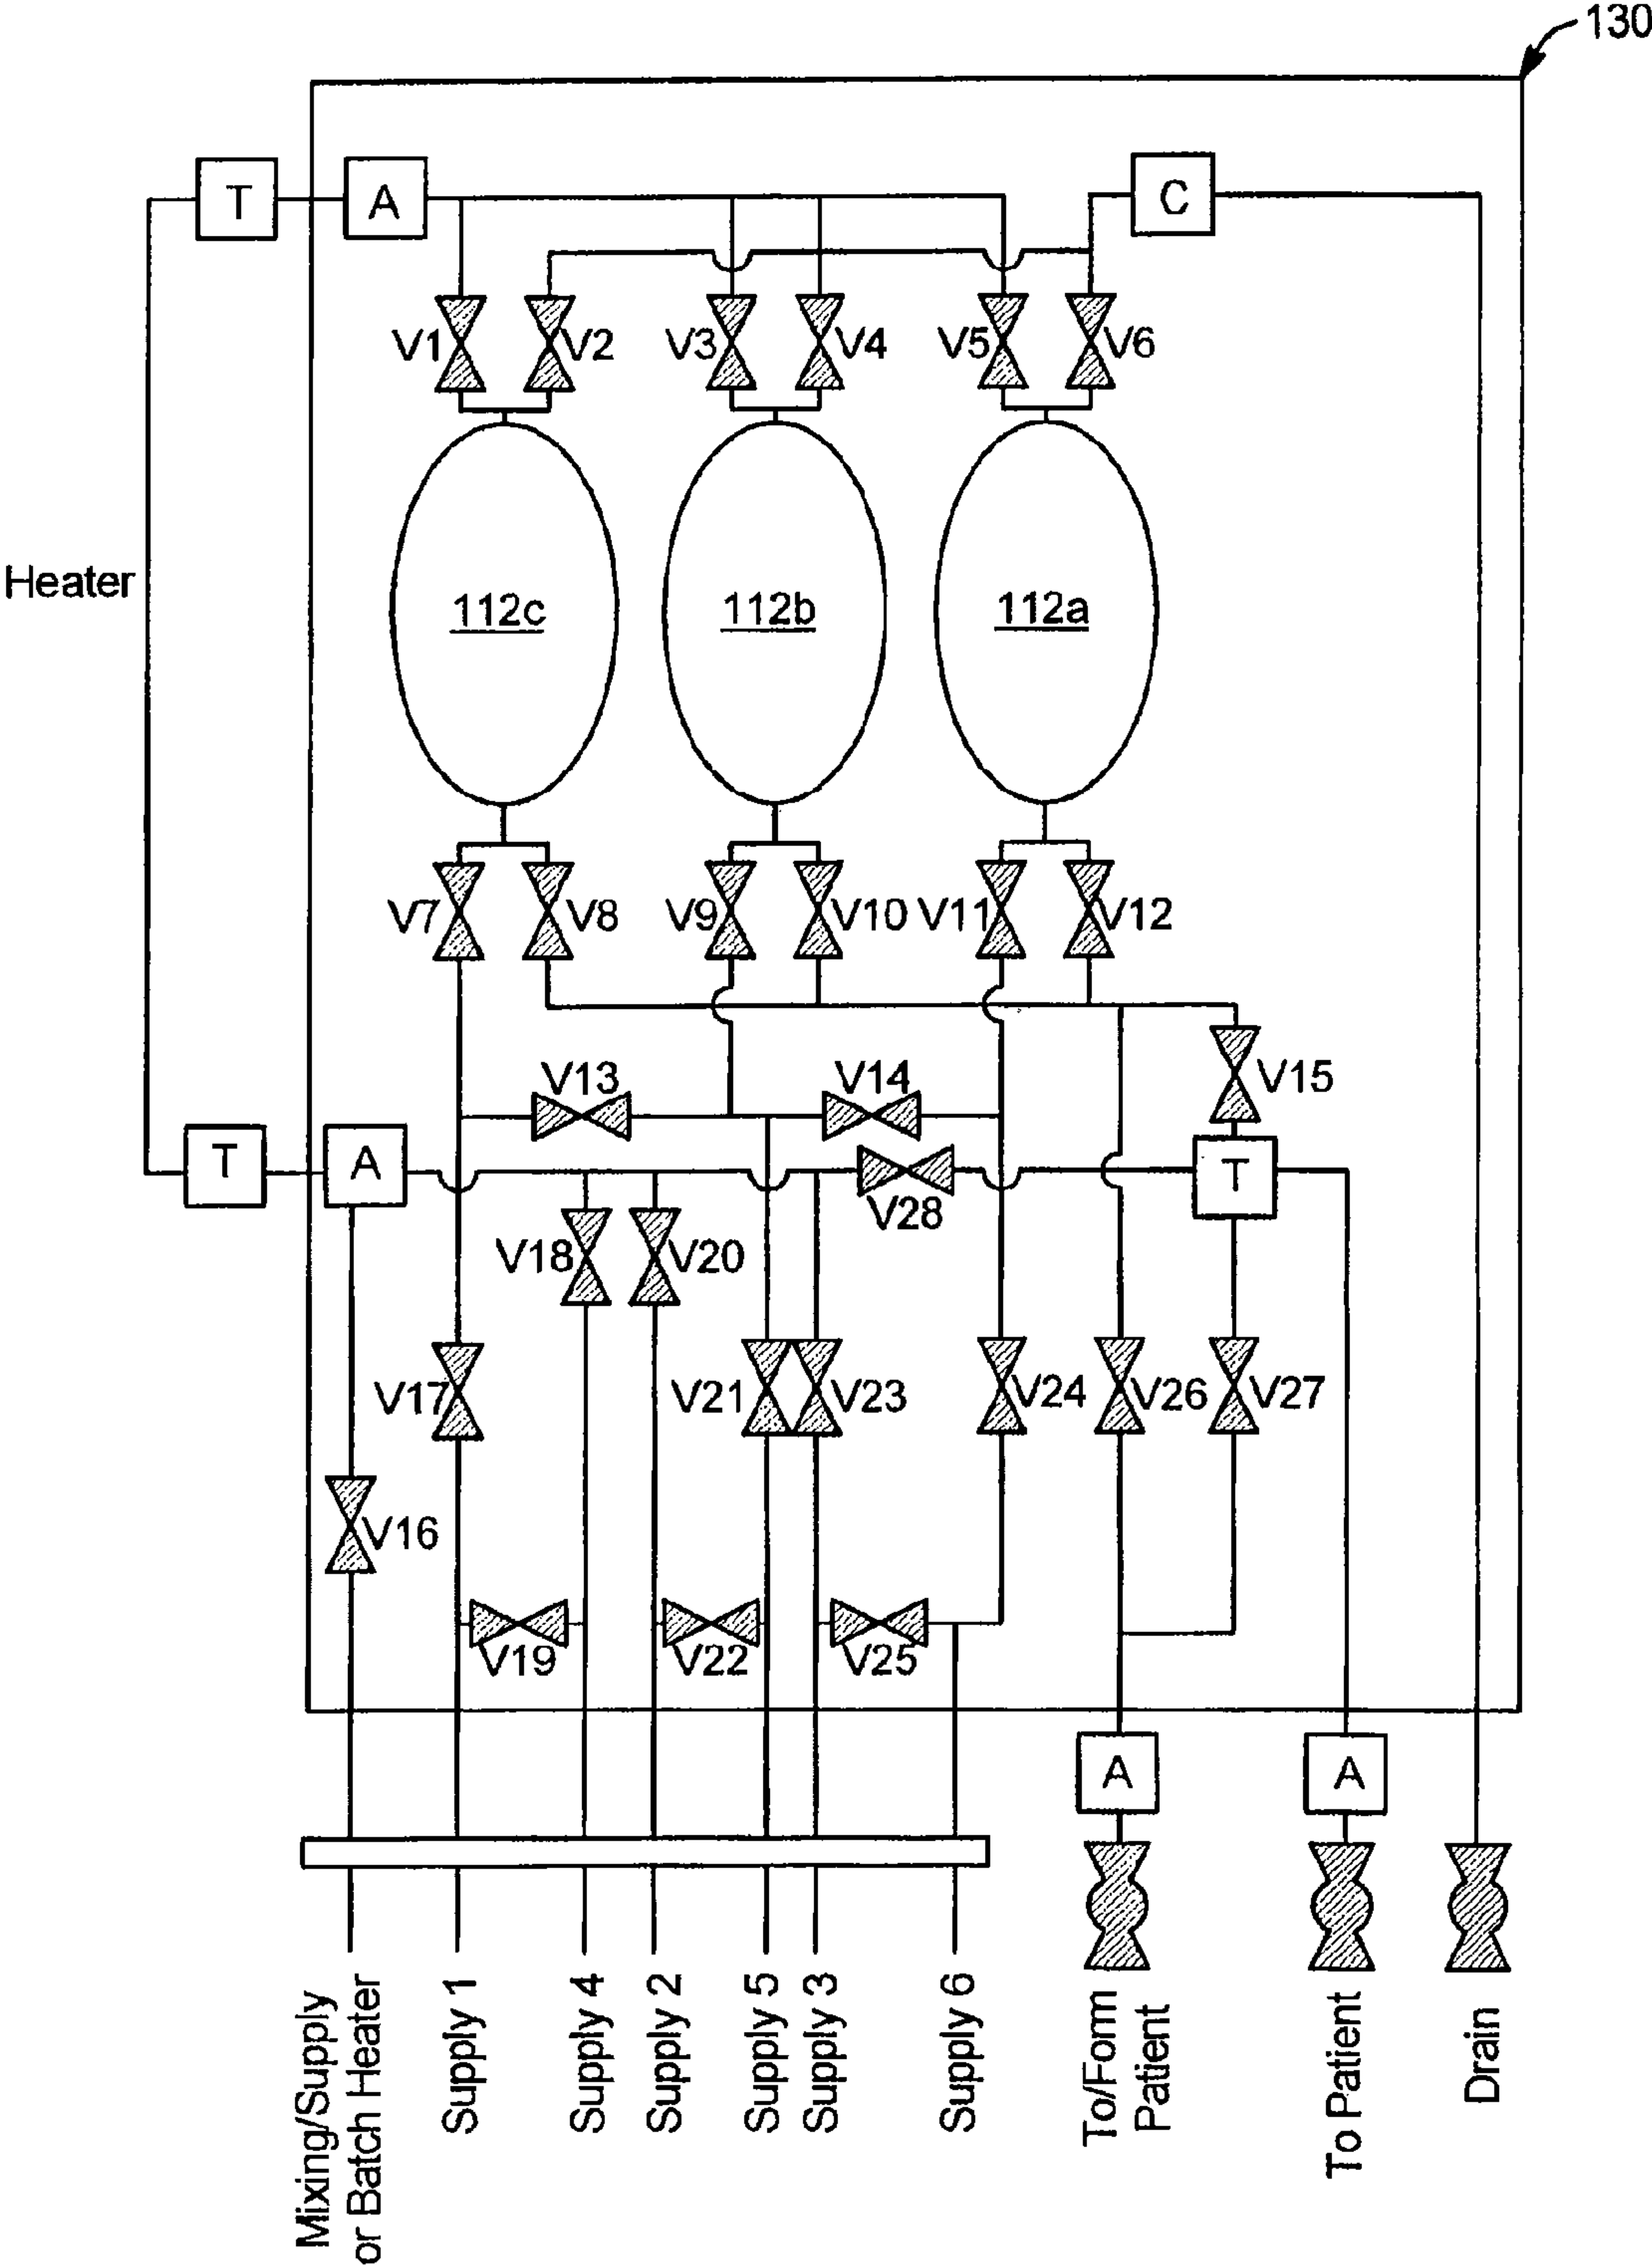 130
T
A
C
V1
V2
V3
V4
V5
V6
Heater
112c
112b
112a
V7
V8
V9
V10
V11
V12
V13
V14
V15
T
A
V28
T
V18
V20
V17
V21
V23
V24
V26
V27
V16
V19
V22
V25
A
A
Mixing/Supply
or Batch Heater
Supply 1
Supply 4
Supply 2
Supply 5
Supply 3
Supply 6
To/Form
Patient
To Patient
Drain